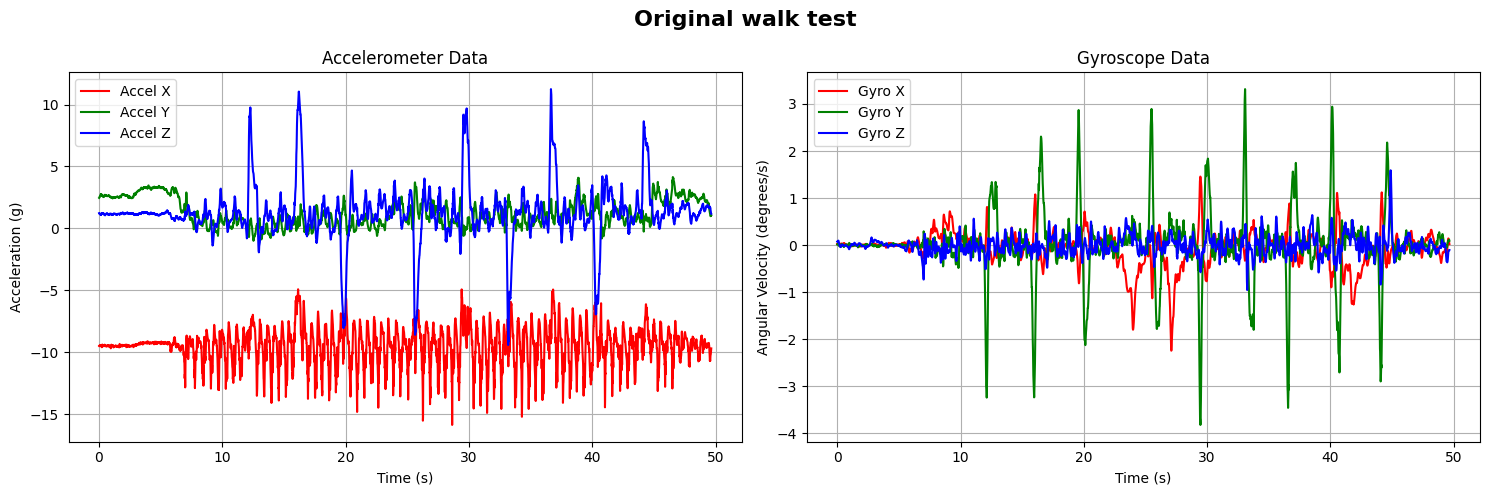 Original walk test
Accelerometer Data
Accel X
Accel Y
Accel Z
Acceleration (g)
10
5
0
−5
−10
−15
0 10 20 30 40 50
Time (s)
Gyroscope Data
Gyro X
Gyro Y
Gyro Z
Angular Velocity (degrees/s)
3
2
1
0
−1
−2
−3
−4
0 10 20 30 40 50
Time (s)